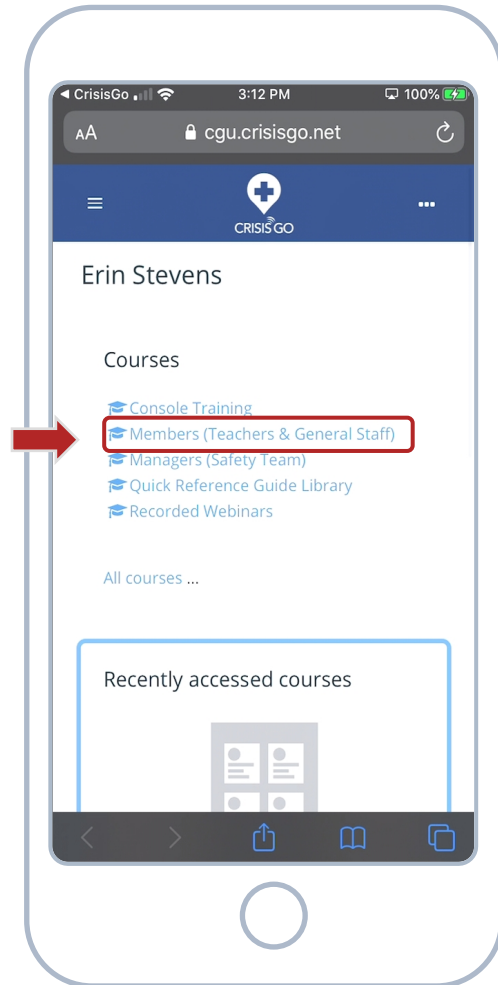 CrisisGo 3:12 PM 100%
AA cgu.crisisgo.net
CRISIS GO
Erin Stevens
Courses
Console Training
Members (Teachers & General Staff)
Managers (Safety Team)
Quick Reference Guide Library
Recorded Webinars
All courses ...
Recently accessed courses